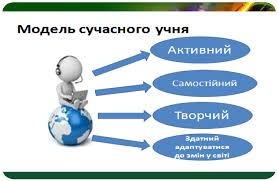 Модель сучасного учня
Активний
Самостійний
Творчий
Здатний
адаптуватися
до змін у світі